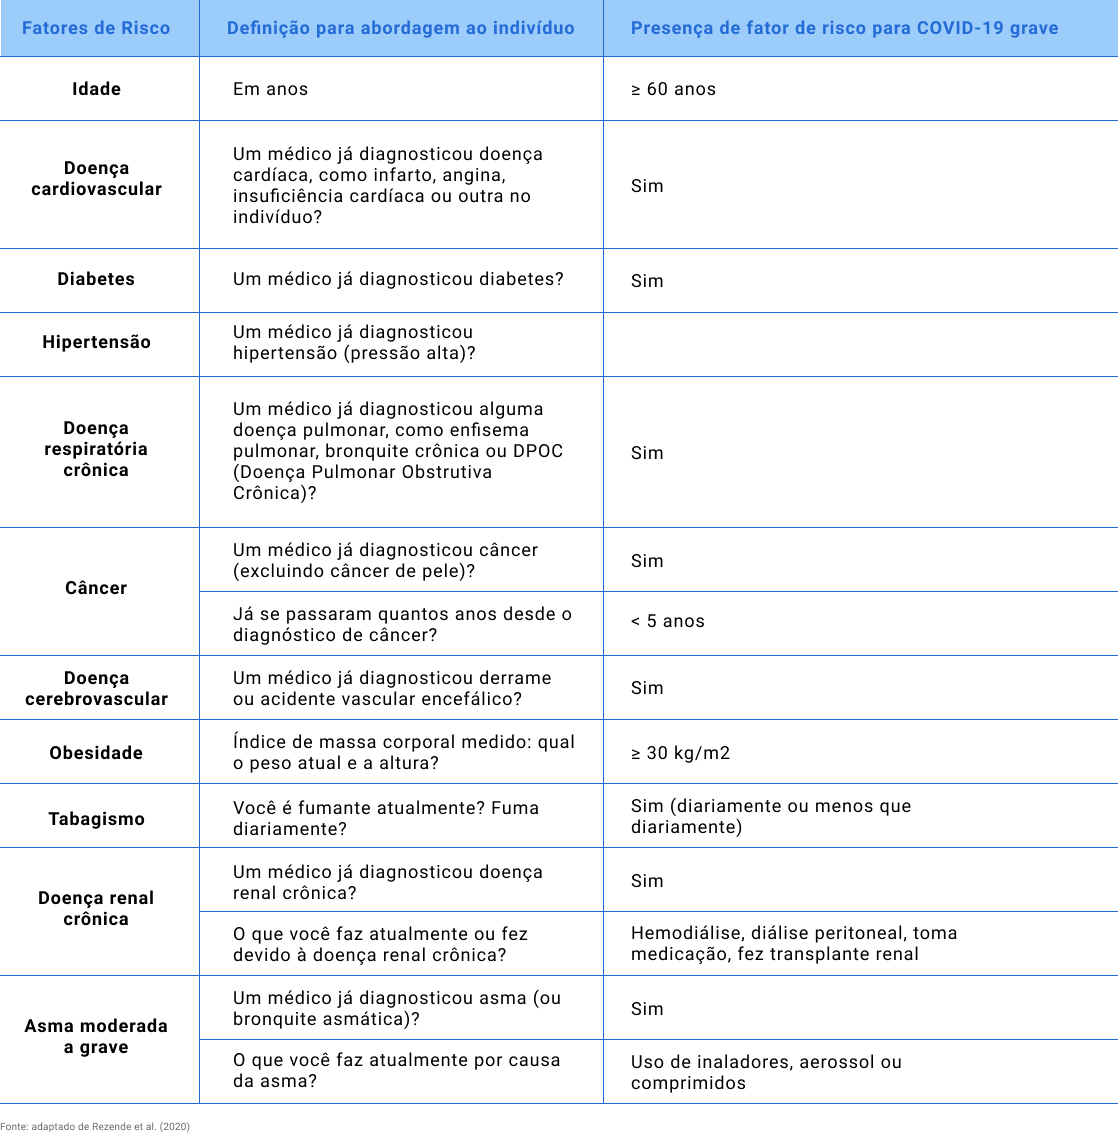 Fatores de Risco
Definição para abordagem ao indivíduo
Presença de fator de risco para COVID-19 grave
Idade
Em anos
≥ 60 anos
Doença
cardiovascular
Um médico já diagnosticou doença
cardíaca, como infarto, angina,
insuficiência cardíaca ou outra no
indivíduo?
Sim
Diabetes
Um médico já diagnosticou diabetes?
Sim
Hipertensão
Um médico já diagnosticou
hipertensão (pressão alta)?
Doença
respiratória
crônica
Um médico já diagnosticou alguma
doença pulmonar, como enfisema
pulmonar, bronquite crônica ou DPOC
(Doença Pulmonar Obstrutiva
Crônica)?
Sim
Câncer
Um médico já diagnosticou câncer
(excluindo câncer de pele)?
Sim
Já se passaram quantos anos desde o
diagnóstico de câncer?
< 5 anos
Doença
cerebrovascular
Um médico já diagnosticou derrame
ou acidente vascular encefálico?
Sim
Obesidade
Índice de massa corporal medido: qual
o peso atual e a altura?
≥ 30 kg/m2
Tabagismo
Você é fumante atualmente? Fuma
diariamente?
Sim (diariamente ou menos que
diariamente)
Doença renal
crônica
Um médico já diagnosticou doença
renal crônica?
Sim
O que você faz atualmente ou fez
devido à doença renal crônica?
Hemodiálise, diálise peritoneal, toma
medicação, fez transplante renal
Asma moderada
a grave
Um médico já diagnosticou asma (ou
bronquite asmática)?
Sim
O que você faz atualmente por causa
da asma?
Uso de inaladores, aerossol ou
comprimidos
Fonte: adaptado de Rezende et al. (2020)